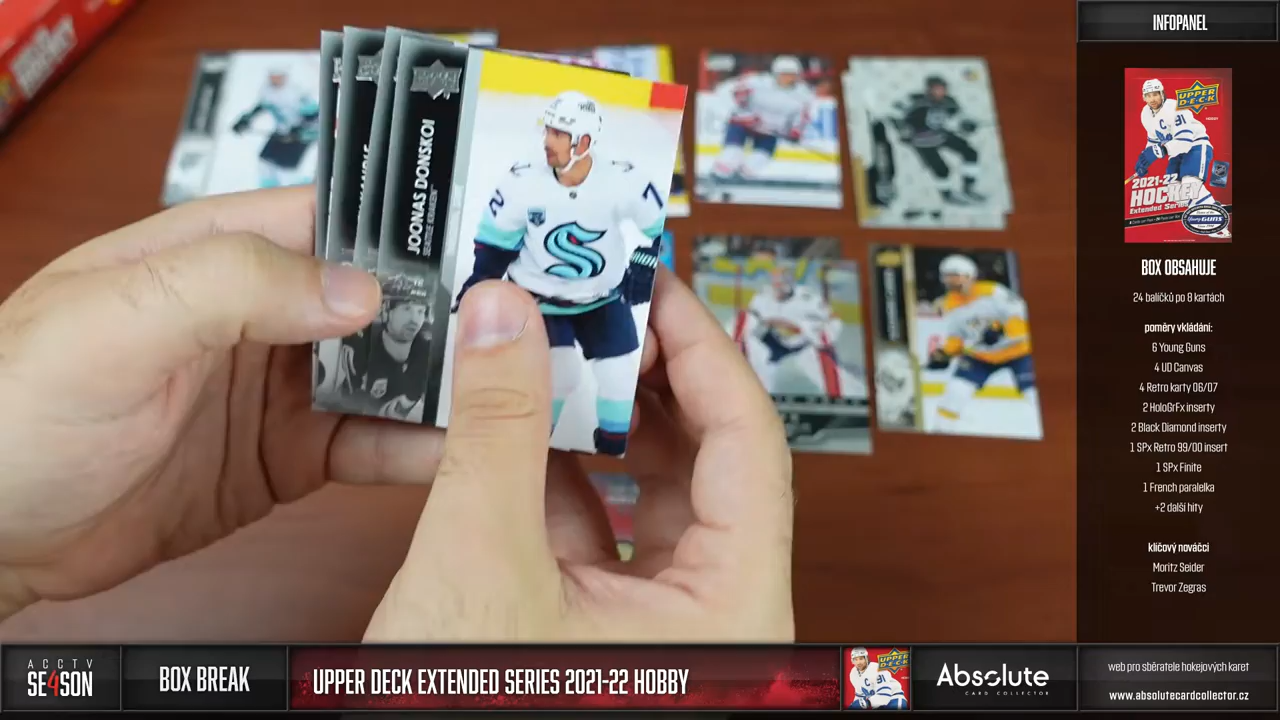 INFOPANEL
UPPER DECK
2021-22
HOCKEY
Extended Series
YOUNG GUNS
BOX OBSAHUJE
24 balíčků po 8 kartách
poměry vkládání:
6 Young Guns
4 UD Canvas
4 Retro karty 06/07
2 HoloGrFx inserty
2 Black Diamond inserty
1 SPx Retro 99/00 insert
1 SPx Finite
1 French paralelka
+2 další hity
klíčový nováčci
Moritz Seider
Trevor Zegras
JOONAS DONSKOI
SEATTLE KRAKEN
72
ACCTV
SE4SON
BOX BREAK
UPPER DECK EXTENDED SERIES 2021-22 HOBBY
UPPER DECK
Absolute
CARD COLLECTOR
web pro sběratele hokejových karet
www.absolutecardcollector.cz